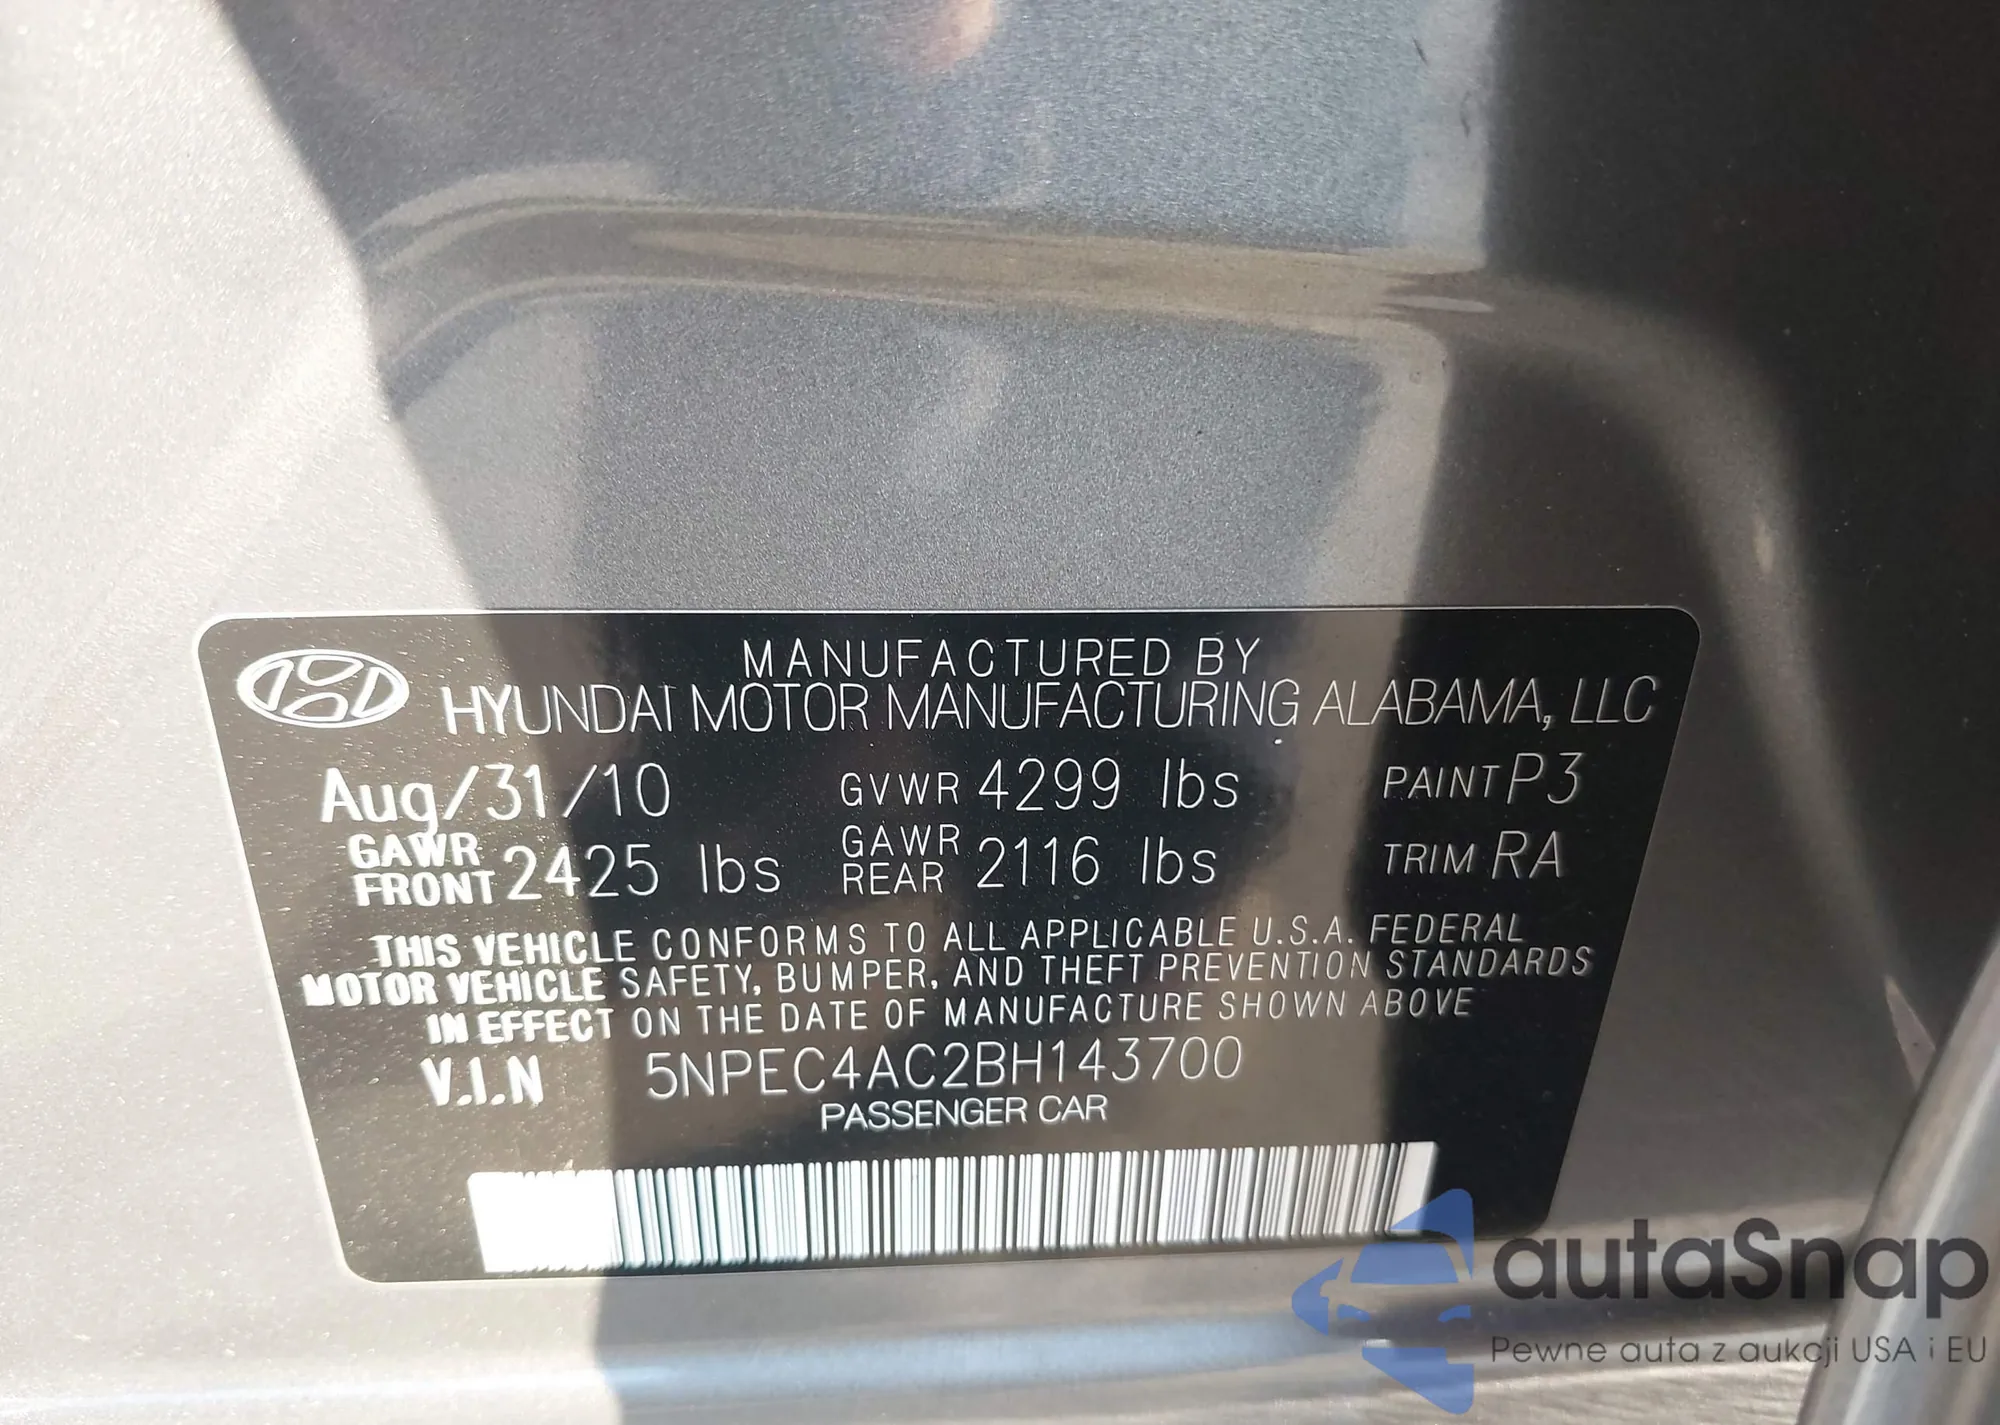 MANUFACTURED BY
HYUNDAI MOTOR MANUFACTURING ALABAMA, LLC
Aug/31/10 GVWR 4299 lbs PAINT P3
GAWR FRONT 2425 lbs GAWR REAR 2116 lbs TRIM RA
THIS VEHICLE CONFORMS TO ALL APPLICABLE U.S.A. FEDERAL
MOTOR VEHICLE SAFETY, BUMPER, AND THEFT PREVENTION STANDARDS
IN EFFECT ON THE DATE OF MANUFACTURE SHOWN ABOVE
V.I.N 5NPEC4AC2BH143700
PASSENGER CAR
autaSnap
Pewne auta z aukcji USA i EU